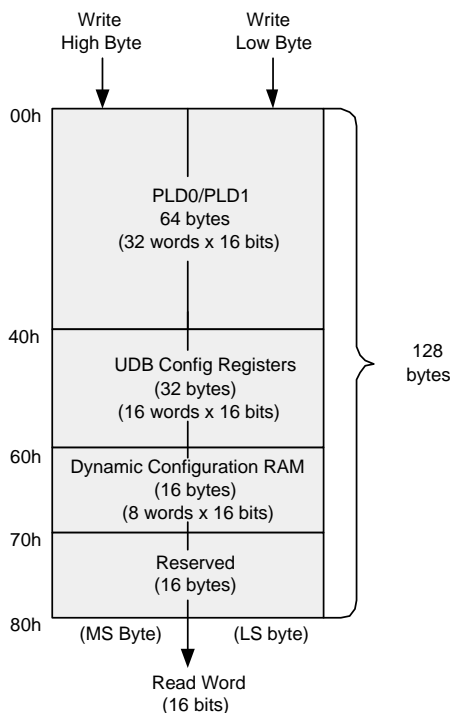 Write
High Byte
Write
Low Byte
00h
PLD0/PLD1
64 bytes
(32 words x 16 bits)
40h
UDB Config Registers
(32 bytes)
(16 words x 16 bits)
128
bytes
60h
Dynamic Configuration RAM
(16 bytes)
(8 words x 16 bits)
70h
Reserved
(16 bytes)
80h
(MS Byte)
(LS byte)
Read Word
(16 bits)